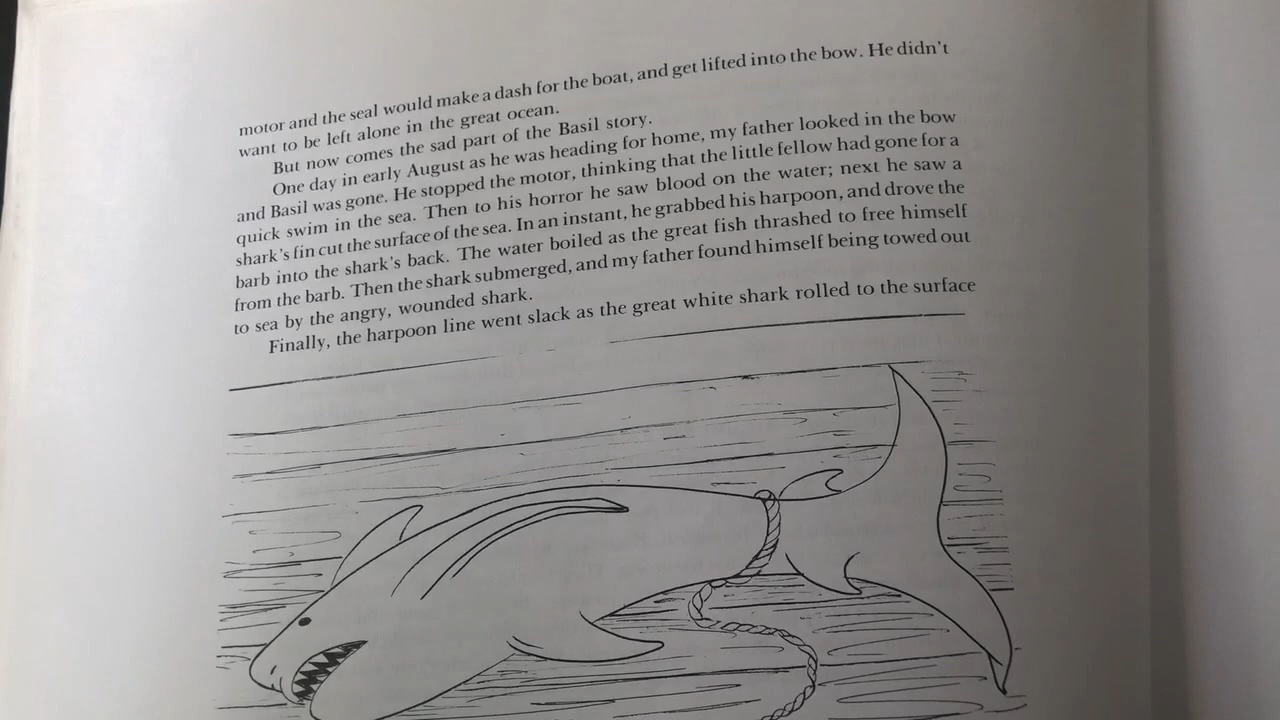 motor and the seal would make a dash for the boat, and get lifted into the bow. He didn't
want to be left alone in the great ocean.
But now comes the sad part of the Basil story.
One day in early August as he was heading for home, my father looked in the bow
and Basil was gone. He stopped the motor, thinking that the little fellow had gone for a
quick swim in the sea. Then to his horror he saw blood on the water; next he saw a
shark's fin cut the surface of the sea. In an instant, he grabbed his harpoon, and drove the
barb into the shark's back. The water boiled as the great fish thrashed to free himself
from the barb. Then the shark submerged, and my father found himself being towed out
to sea by the angry, wounded shark.
Finally, the harpoon line went slack as the great white shark rolled to the surface